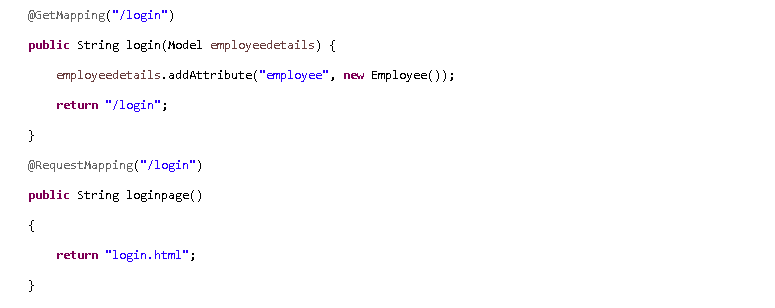 @GetMapping("/login")
public String login(Model employeedetails) {
employeedetails.addAttribute("employee", new Employee());
return "/login";
}
@RequestMapping("/login")
public String loginpage()
{
return "login.html";
}